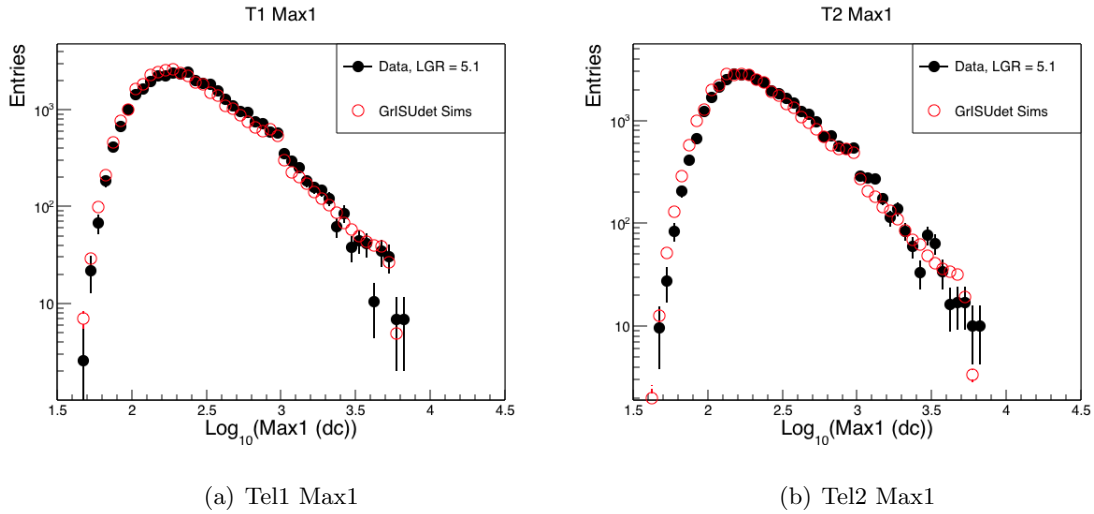 T1 Max1
Entries
10³
10²
10
1.5 2 2.5 3 3.5 4 4.5
Log₁₀(Max1 (dc))
Data, LGR = 5.1
GrISUdet Sims
(a) Tel1 Max1
T2 Max1
Entries
10³
10²
10
1.5 2 2.5 3 3.5 4 4.5
Log₁₀(Max1 (dc))
Data, LGR = 5.1
GrISUdet Sims
(b) Tel2 Max1